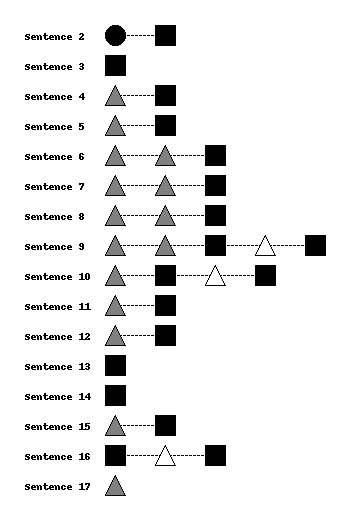 Sentence 2
Sentence 3
Sentence 4
Sentence 5
Sentence 6
Sentence 7
Sentence 8
Sentence 9
Sentence 10
Sentence 11
Sentence 12
Sentence 13
Sentence 14
Sentence 15
Sentence 16
Sentence 17